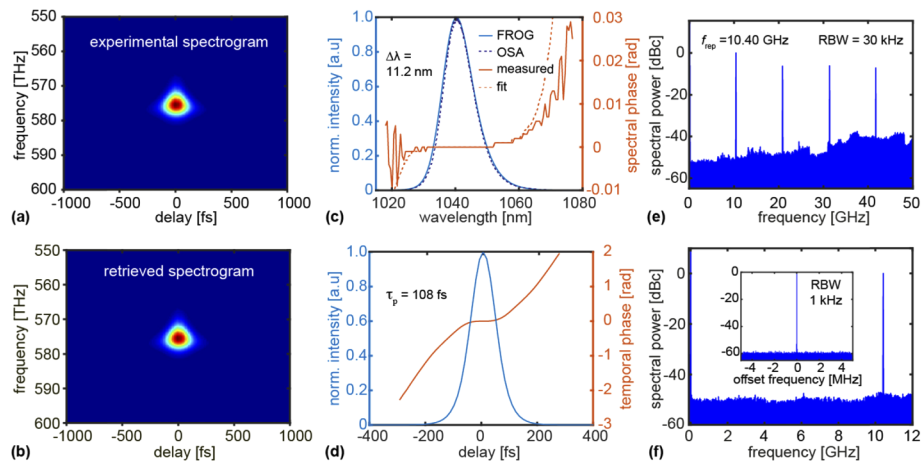 550
560
570
580
590
600
frequency [THz]
experimental spectrogram
-1000
-500
0
500
1000
delay [fs]
(a)
550
560
570
580
590
600
frequency [THz]
retrieved spectrogram
-1000
-500
0
500
1000
delay [fs]
(b)
1.0
0.8
0.6
0.4
0.2
0
norm. intensity [a.u]
Δλ =
11.2 nm
FROG
OSA
measured
fit
0.03
0.02
0.01
0
-0.01
spectral phase [rad]
1020
1040
1060
1080
wavelength [nm]
(c)
1.0
0.8
0.6
0.4
0.2
0
norm. intensity [a.u]
τp = 108 fs
2
1
0
-1
-2
-3
temporal phase [rad]
-400
-200
0
200
400
delay [fs]
(d)
0
-20
-40
-60
spectral power [dBc]
frep =10.40 GHz
RBW = 30 kHz
0
10
20
30
40
50
frequency [GHz]
(e)
0
-20
-40
-60
spectral power [dBc]
0
-20
-40
-60
RBW
1 kHz
-4
-2
0
2
4
offset frequency [MHz]
0
2
4
6
8
10
12
frequency [GHz]
(f)